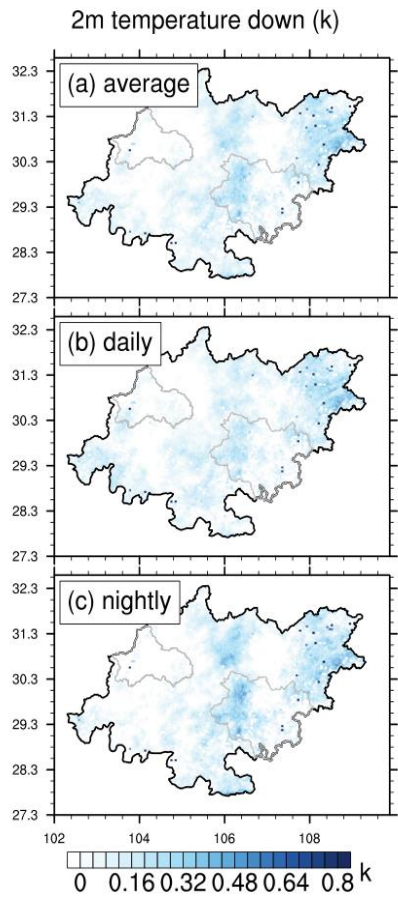 2m temperature down (k)
(a) average
32.3
31.3
30.3
29.3
28.3
27.3
(b) daily
32.3
31.3
30.3
29.3
28.3
27.3
(c) nightly
32.3
31.3
30.3
29.3
28.3
27.3
102 104 106 108
k
0 0.16 0.32 0.48 0.64 0.8